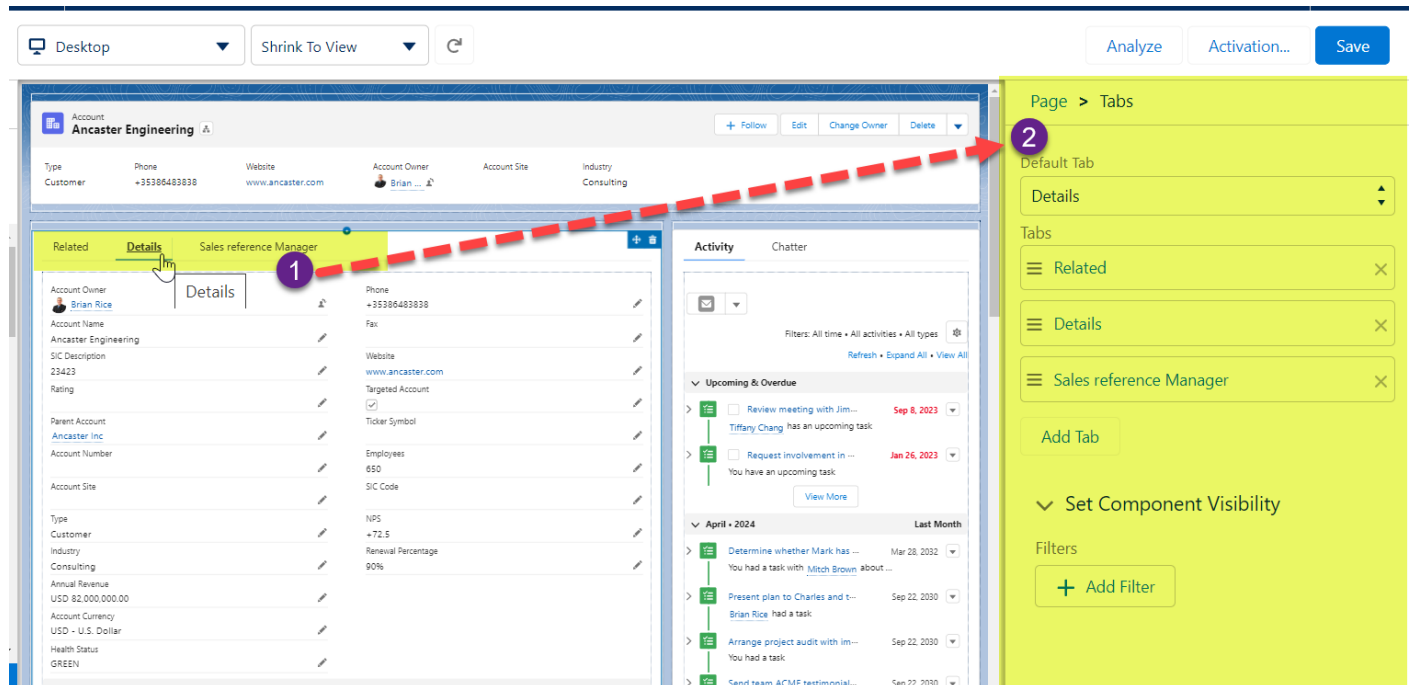 Desktop
Shrink To View
Analyze
Activation...
Save
Account
Ancaster Engineering
Follow
Edit
Change Owner
Delete
Type
Phone
Website
Account Owner
Account Site
Industry
Customer
+35386483838
www.ancaster.com
Brian ...
Consulting
Related
Details
Sales reference Manager
1
Details
Account Owner
Brian Rice
Phone
+35386483838
Account Name
Ancaster Engineering
Fax
SIC Description
23423
Website
www.ancaster.com
Rating
Targeted Account
Parent Account
Ancaster Inc
Ticker Symbol
Account Number
Employees
650
Account Site
SIC Code
Type
Customer
NPS
+72.5
Industry
Consulting
Renewal Percentage
90%
Annual Revenue
USD 82,000,000.00
Account Currency
USD - U.S. Dollar
Health Status
GREEN
Activity
Chatter
Filters: All time • All activities • All types
Refresh • Expand All • View All
Upcoming & Overdue
Review meeting with Jim...
Sep 8, 2023
Tiffany Chang has an upcoming task
Request involvement in ...
Jan 26, 2023
You have an upcoming task
View More
April • 2024
Last Month
Determine whether Mark has ...
Mar 28, 2032
You had a task with Mitch Brown about ...
Present plan to Charles and t...
Sep 22, 2030
Brian Rice had a task
Arrange project audit with im...
Sep 22, 2030
You had a task
Send team ACME testimonial...
Sep 22, 2030
Page > Tabs
2
Default Tab
Details
Tabs
Related
Details
Sales reference Manager
Add Tab
Set Component Visibility
Filters
Add Filter